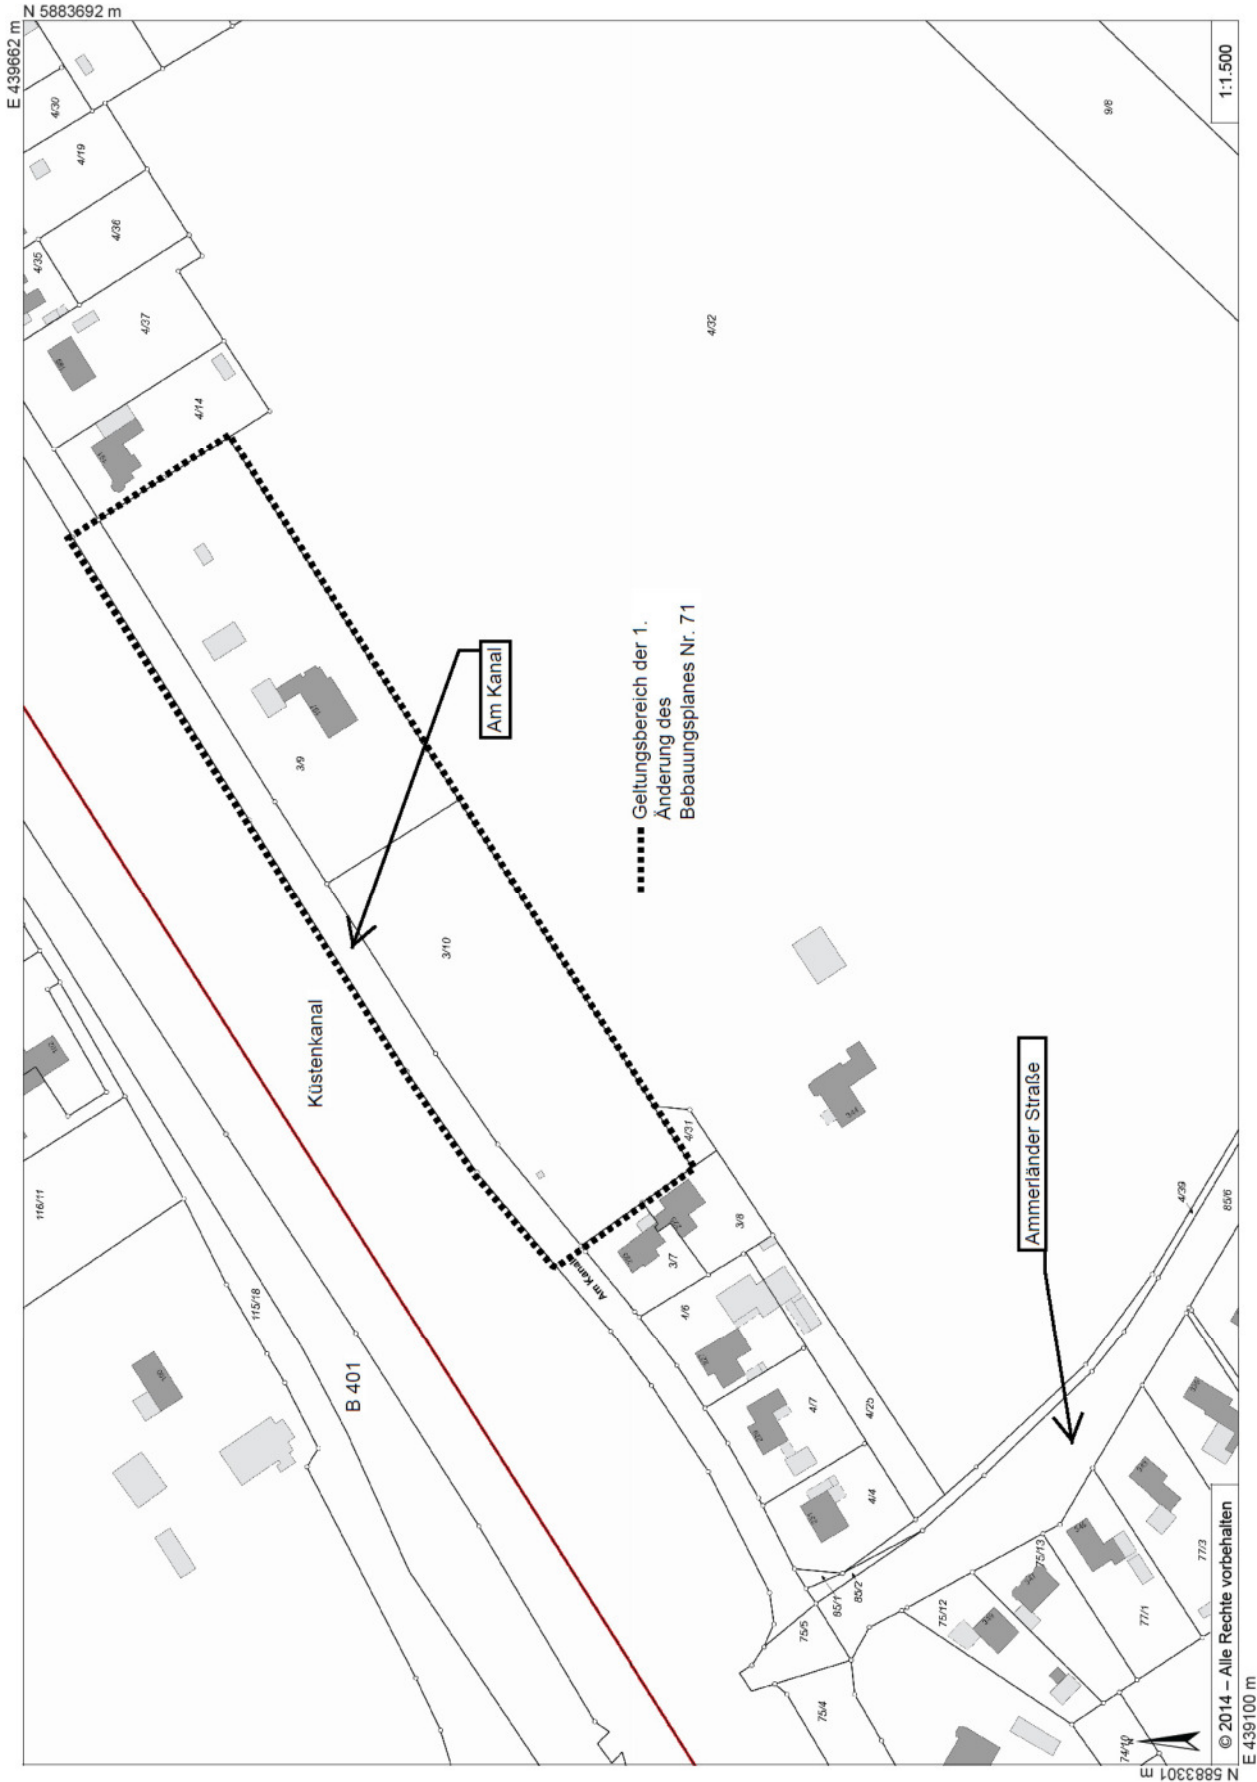 N 5883692 m
E 439662 m
4/30
4/19
4/36
4/35
4/37
4/14
4/32
9/8
1:1.500
3/9
Am Kanal
Geltungsbereich der 1.
Änderung des
Bebauungsplanes Nr. 71
3/10
Küstenkanal
116/11
115/18
B 401
Am Kanal
4/31
3/8
3/7
4/6
4/7
4/25
4/4
Ammerländer Straße
4/39
85/6
85/1
85/2
75/5
75/4
75/12
75/13
77/1
77/3
74/10
© 2014 – Alle Rechte vorbehalten
N 5883301 m
E 439100 m